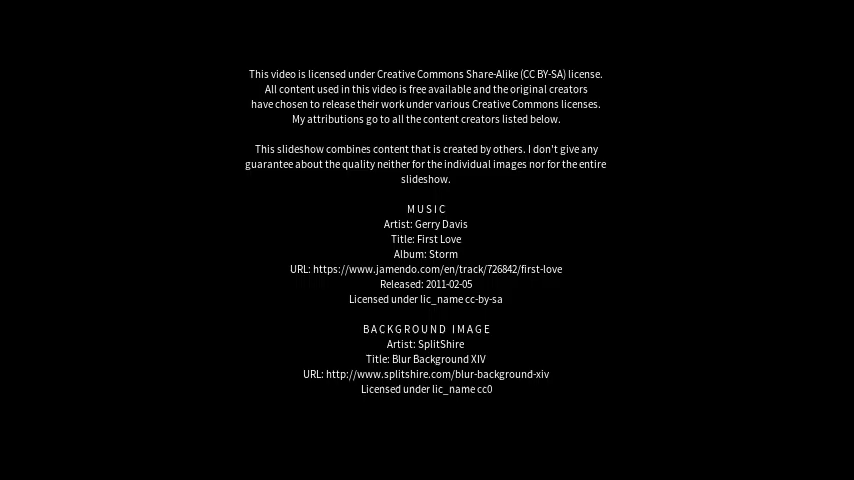 This video is licensed under Creative Commons Share-Alike (CC BY-SA) license.
All content used in this video is free available and the original creators
have chosen to release their work under various Creative Commons licenses.
My attributions go to all the content creators listed below.
This slideshow combines content that is created by others. I don't give any
guarantee about the quality neither for the individual images nor for the entire
slideshow.
MUSIC
Artist: Gerry Davis
Title: First Love
Album: Storm
URL: https://www.jamendo.com/en/track/726842/first-love
Released: 2011-02-05
Licensed under lic_name cc-by-sa
BACKGROUND IMAGE
Artist: SplitShire
Title: Blur Background XIV
URL: http://www.splitshire.com/blur-background-xiv
Licensed under lic_name cc0